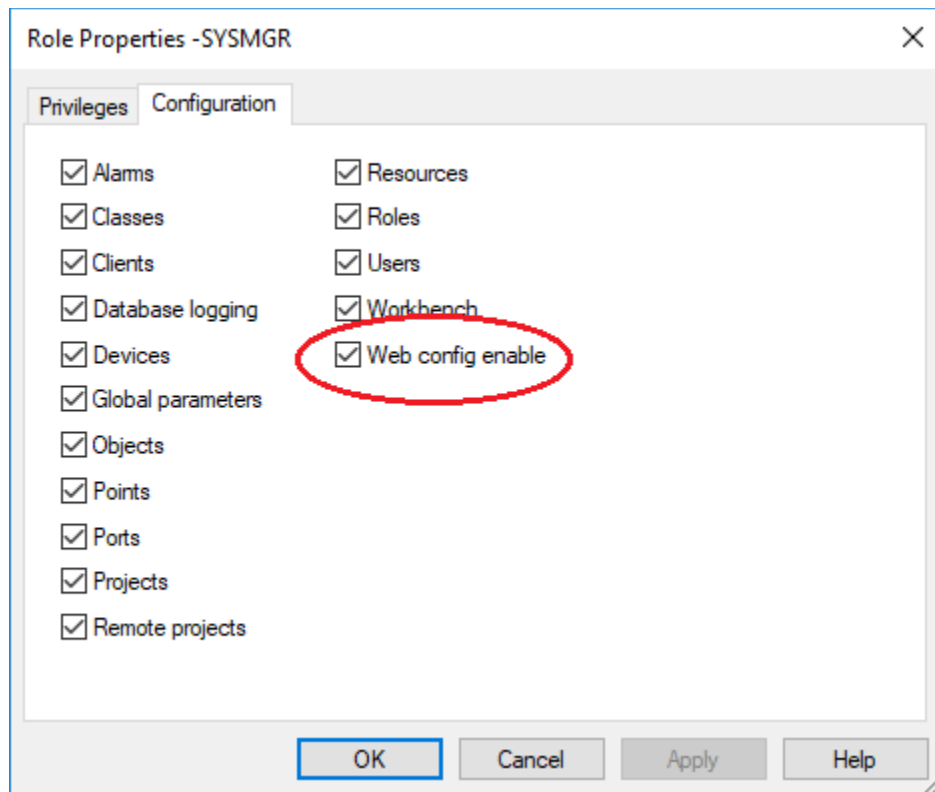 Role Properties -SYSMGR
Privileges Configuration
Alarms Resources
Classes Roles
Clients Users
Database logging Workbench
Devices Web config enable
Global parameters
Objects
Points
Ports
Projects
Remote projects
OK Cancel Apply Help